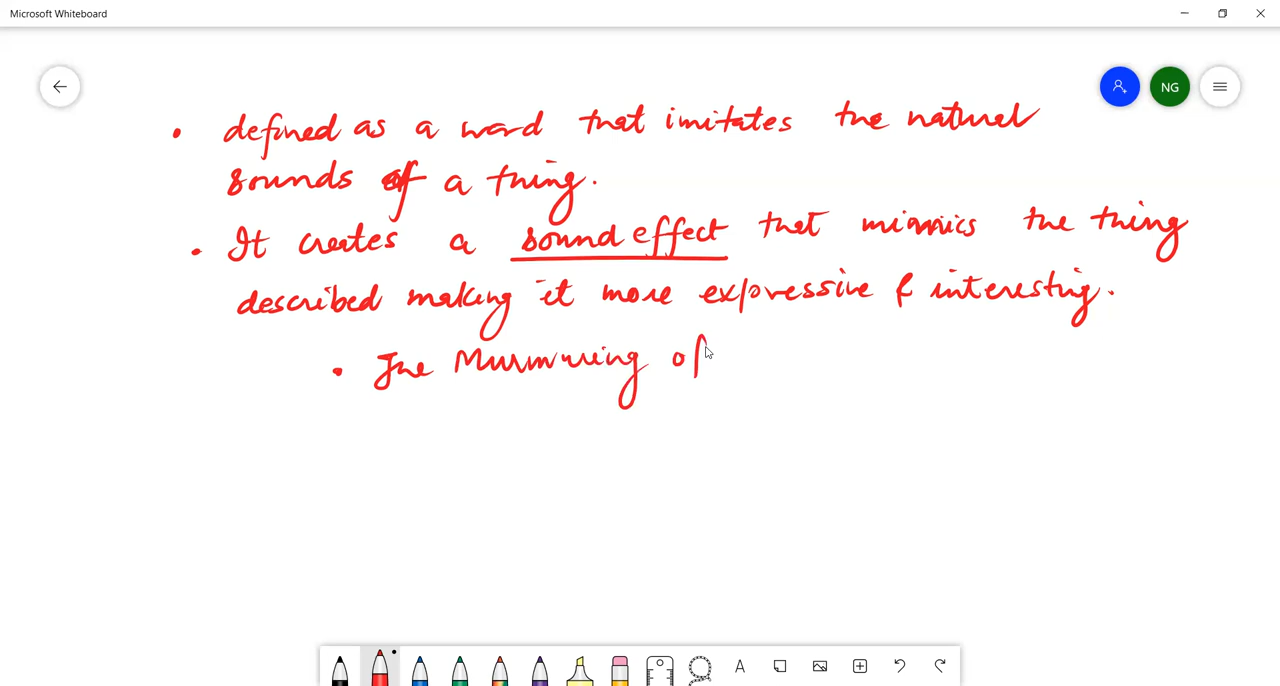 Microsoft Whiteboard
NG
• defined as a word that imitates the natural
sounds of a thing.
• It creates a sound effect that mimics the thing
described making it more expressive & interesting.
• The Murmuring of
A